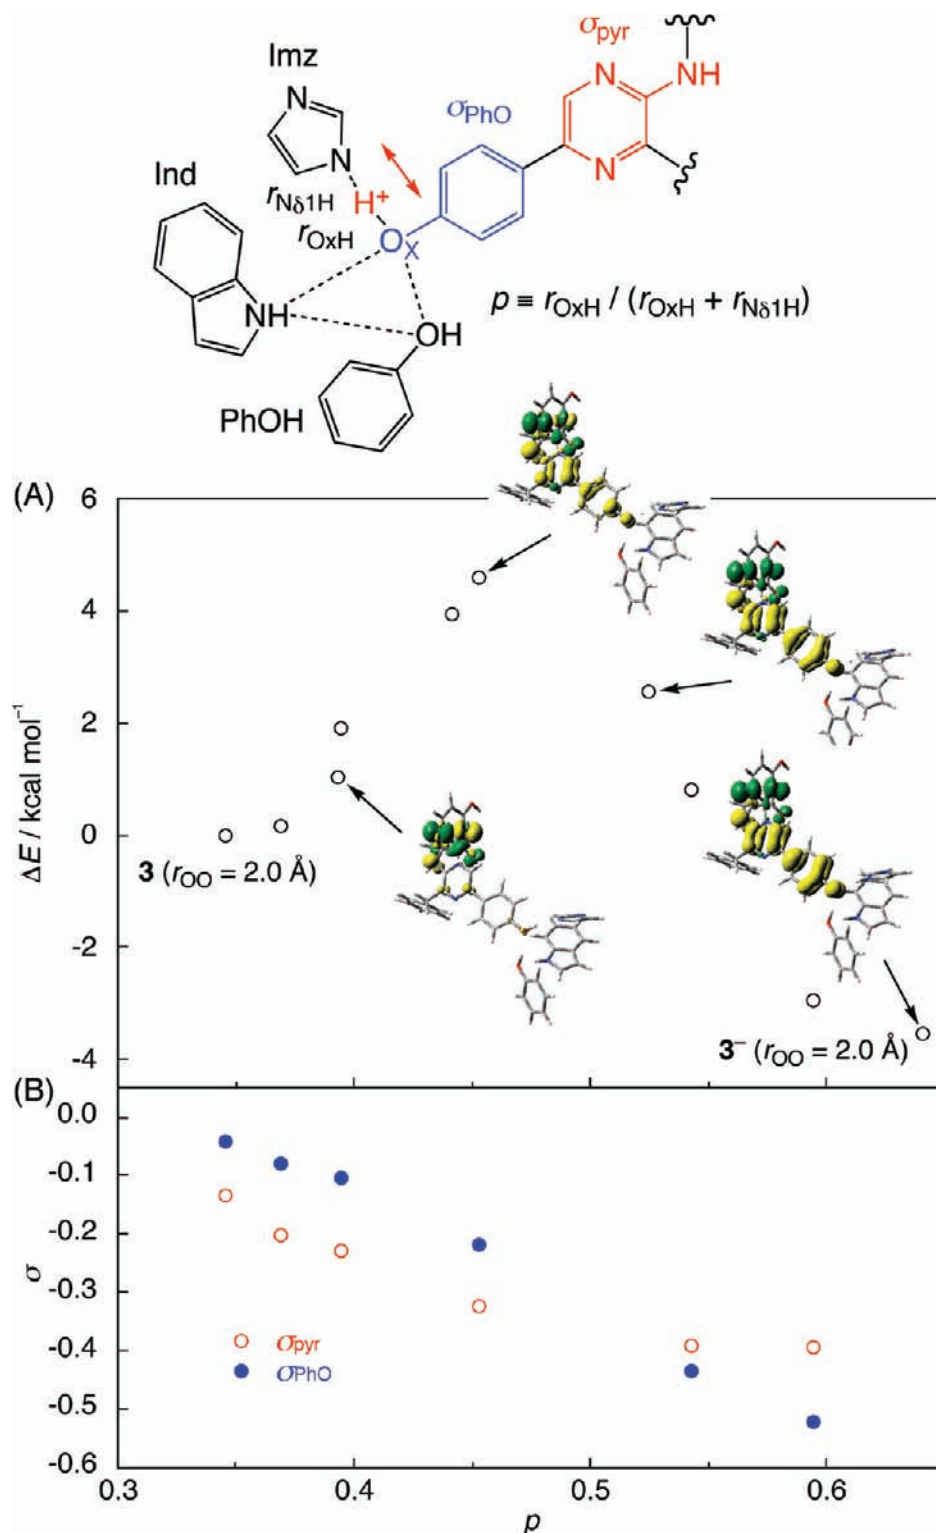 σpyr
Imz
N
NH
N
σPhO
N
Ind
N
rNδ1H
H⁺
rOxH
OX
NH
p ≡ rOxH / (rOxH + rNδ1H)
OH
PhOH
(A)
6
4
2
0
-2
-4
ΔE / kcal mol⁻¹
3 (rOO = 2.0 Å)
3⁻ (rOO = 2.0 Å)
(B)
0.0
-0.1
-0.2
-0.3
-0.4
-0.5
-0.6
σ
σpyr
σPhO
0.3 0.4 0.5 0.6
p